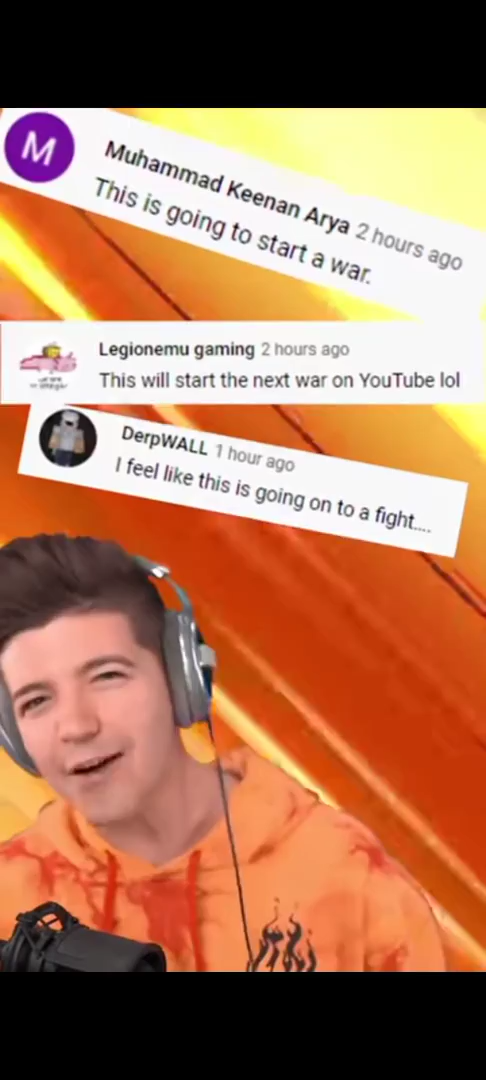 M
Muhammad Keenan Arya 2 hours ago
This is going to start a war.
Legionemu gaming 2 hours ago
This will start the next war on YouTube lol
DerpWALL 1 hour ago
I feel like this is going on to a fight....